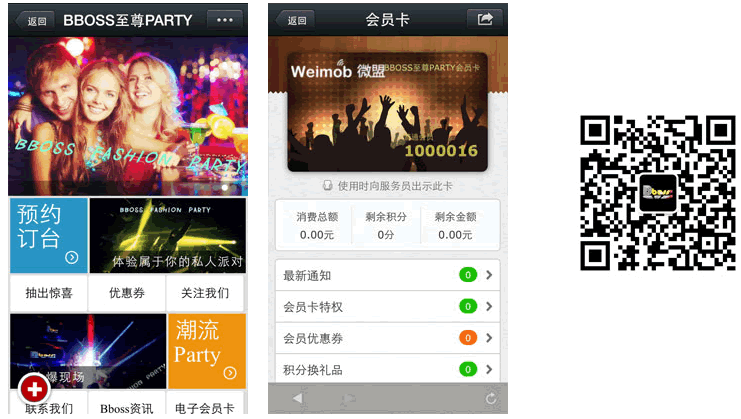 返回
BBOSS至尊PARTY
BBOSS FASHION PARTY
预约
订台
BBOSS FASHION PARTY
体验属于你的私人派对
抽出惊喜
优惠券
关注我们
潮流
Party
爆现场
联系我们
Bboss资讯
电子会员卡
返回
会员卡
Weimob 微盟
BBOSS至尊PARTY会员卡
1000016
使用时向服务员出示此卡
消费总额
剩余积分
剩余金额
0.00元
0分
0.00元
最新通知
0
会员卡特权
0
会员优惠券
0
积分换礼品
0
Bboss